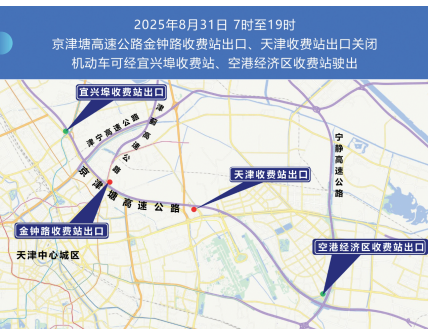 2025年8月31日 7时至19时
京津塘高速公路金钟路收费站出口、天津收费站出口关闭
机动车可经宜兴埠收费站、空港经济区收费站驶出
宜兴埠收费站出口
津宁高速公路
宁静高速公路
天津收费站出口
京津塘高速公路
金钟路收费站出口
空港经济区收费站出口
天津中心城区